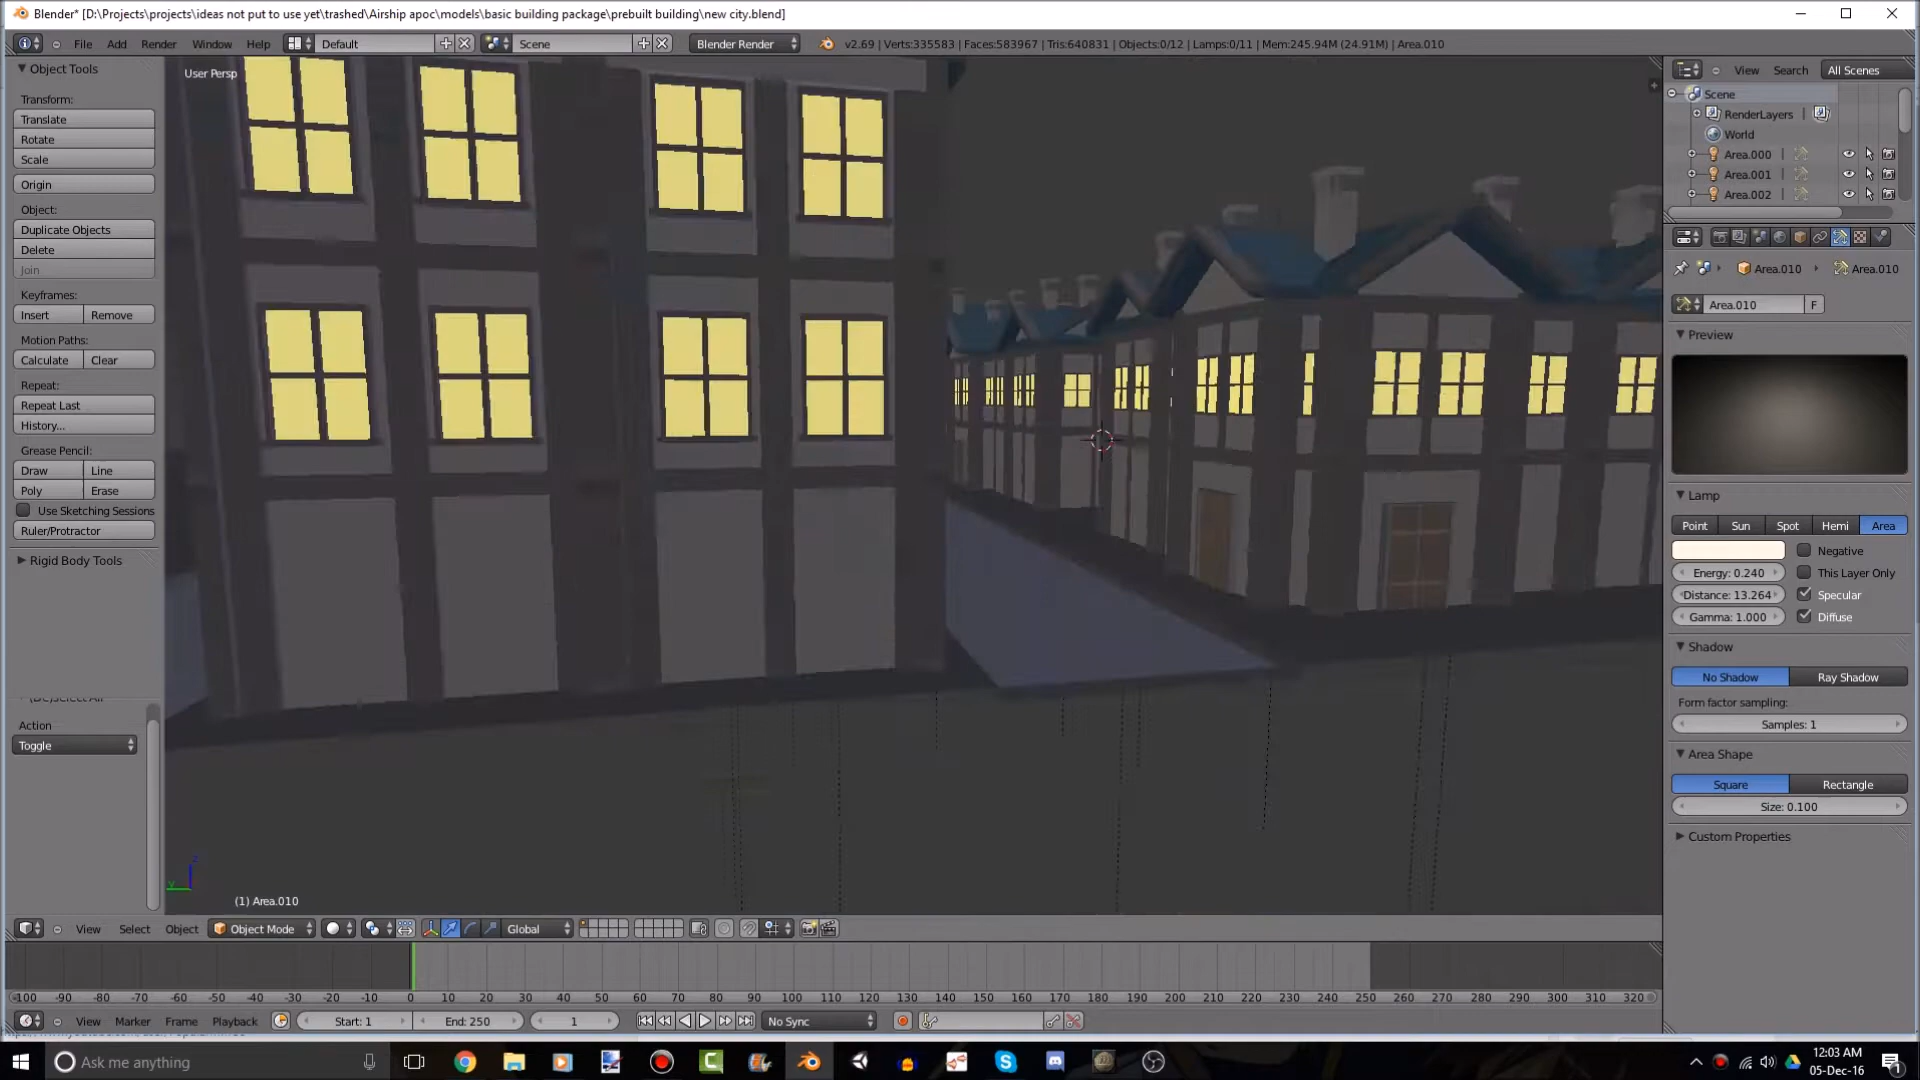 Blender* [D:\Projects\projects\ideas not put to use yet\trashed\Airship apoc\models\basic building package\prebuilt building\new city.blend]
File Add Render Window Help Default Scene Blender Render v2.69 | Verts:335583 | Faces:583967 | Tris:640831 | Objects:0/12 | Lamps:0/11 | Mem:245.94M (24.91M) | Area.010
Object Tools
Transform:
Translate
Rotate
Scale
Origin
Object:
Duplicate Objects
Delete
Join
Keyframes:
Insert Remove
Motion Paths:
Calculate Clear
Repeat:
Repeat Last
History...
Grease Pencil:
Draw Line
Poly Erase
Use Sketching Sessions
Ruler/Protractor
Rigid Body Tools
(De)select All
Action
Toggle
User Persp
(1) Area.010
View Search All Scenes
Scene
RenderLayers |
World
Area.000 |
Area.001 |
Area.002 |
Area.010 Area.010
Area.010 F
Preview
Lamp
Point Sun Spot Hemi Area
Negative
Energy: 0.240 This Layer Only
Distance: 13.264 Specular
Gamma: 1.000 Diffuse
Shadow
No Shadow Ray Shadow
Form factor sampling:
Samples: 1
Area Shape
Square Rectangle
Size: 0.100
Custom Properties
View Select Object Object Mode Global
-100 -90 -80 -70 -60 -50 -40 -30 -20 -10 0 10 20 30 40 50 60 70 80 90 100 110 120 130 140 150 160 170 180 190 200 210 220 230 240 250 260 270 280 290 300 310 320
View Marker Frame Playback Start: 1 End: 250 1 No Sync
Ask me anything
12:03 AM
05-Dec-16
1